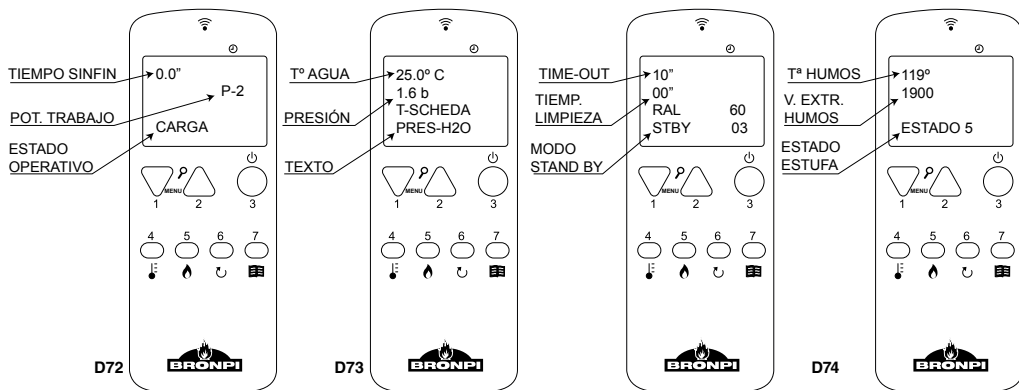 TIEMPO SINFIN
POT. TRABAJO
ESTADO
OPERATIVO
0.0”
P-2
CARGA
MENU
1 2 3
4 5 6 7
BRONPI
D72
Tº AGUA
PRESIÓN
TEXTO
25.0º C
1.6 b
T-SCHEDA
PRES-H2O
MENU
1 2 3
4 5 6 7
BRONPI
D73
TIME-OUT
TIEMP.
LIMPIEZA
MODO
STAND BY
10”
00”
RAL 60
STBY 03
MENU
1 2 3
4 5 6 7
BRONPI
Tª HUMOS
V. EXTR.
HUMOS
ESTADO
ESTUFA
119º
1900
ESTADO 5
MENU
1 2 3
4 5 6 7
BRONPI
D74